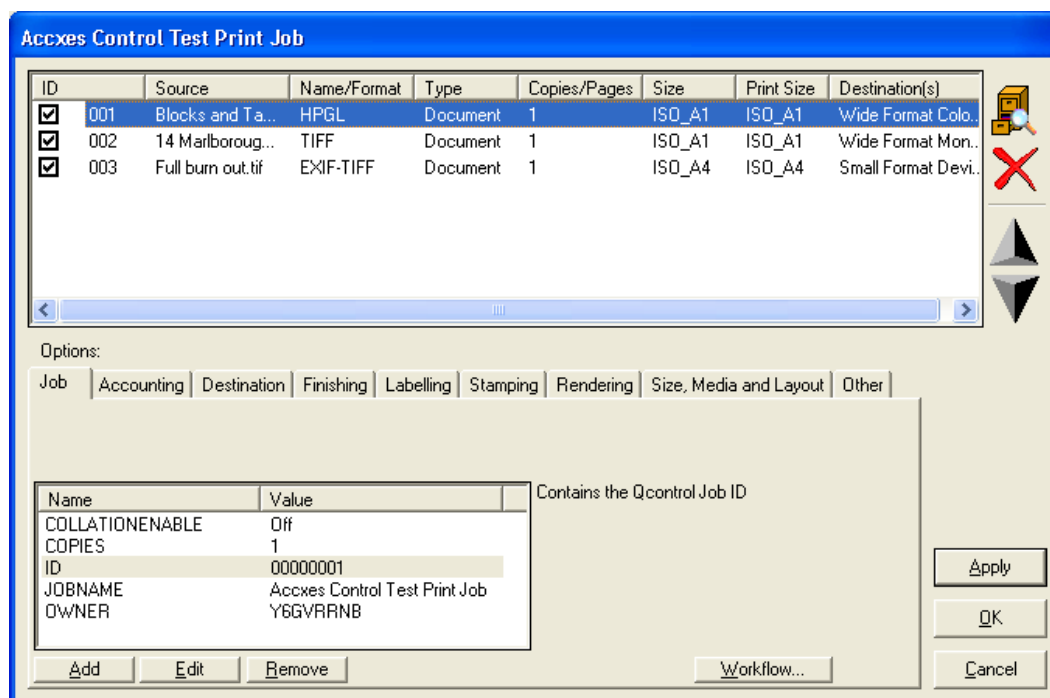 Accxes Control Test Print Job
ID Source Name/Format Type Copies/Pages Size Print Size Destination(s)
001 Blocks and Ta... HPGL Document 1 ISO_A1 ISO_A1 Wide Format Colo..
002 14 Marlboroug... TIFF Document 1 ISO_A1 ISO_A1 Wide Format Mon..
003 Full burn out.tif EXIF-TIFF Document 1 ISO_A4 ISO_A4 Small Format Devi..
Options:
Job Accounting Destination Finishing Labelling Stamping Rendering Size, Media and Layout Other
Contains the Qcontrol Job ID
Name Value
COLLATIONENABLE Off
COPIES 1
ID 00000001
JOBNAME Accxes Control Test Print Job
OWNER Y6GVRRNB
Apply
OK
Add Edit Remove Workflow... Cancel